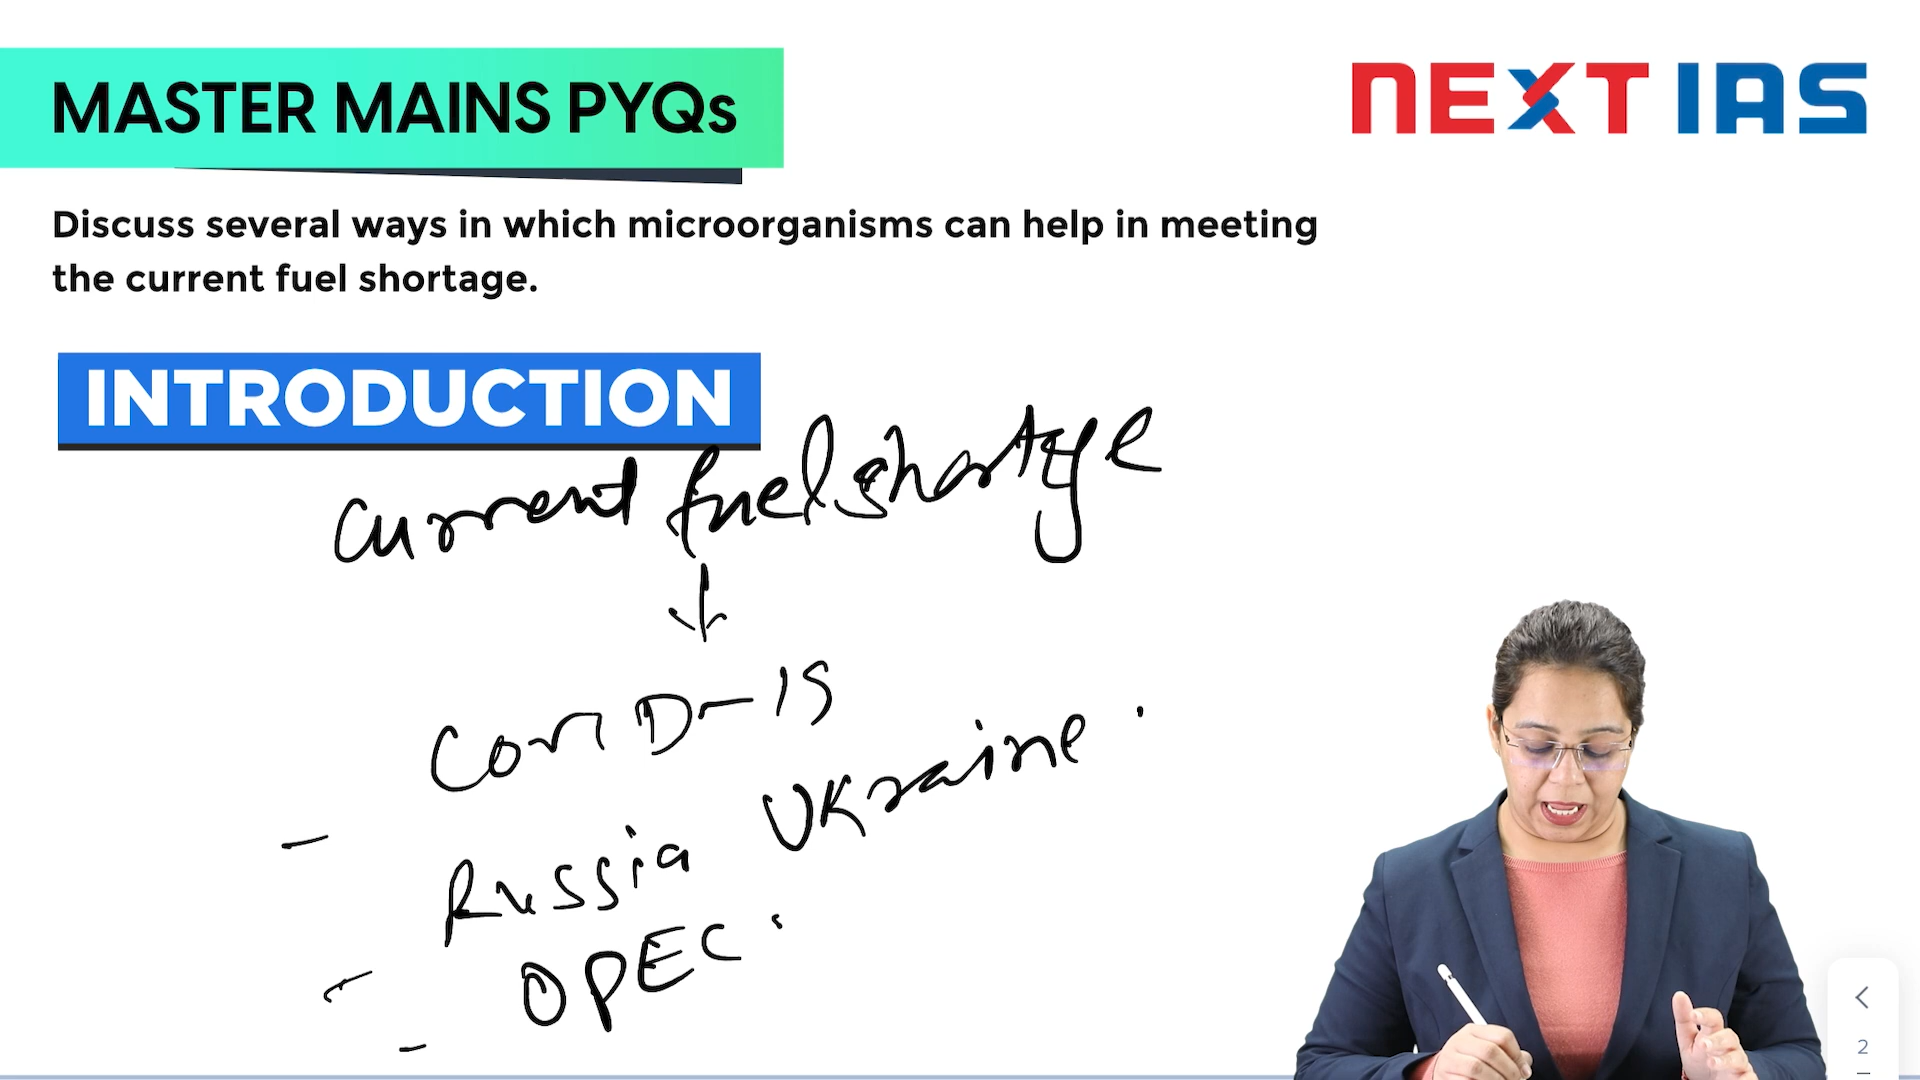 MASTER MAINS PYQs
NEXT IAS
Discuss several ways in which microorganisms can help in meeting
the current fuel shortage.
INTRODUCTION
current fuel shortage
CoviD-19
Russia Ukraine.
OPEC.
2